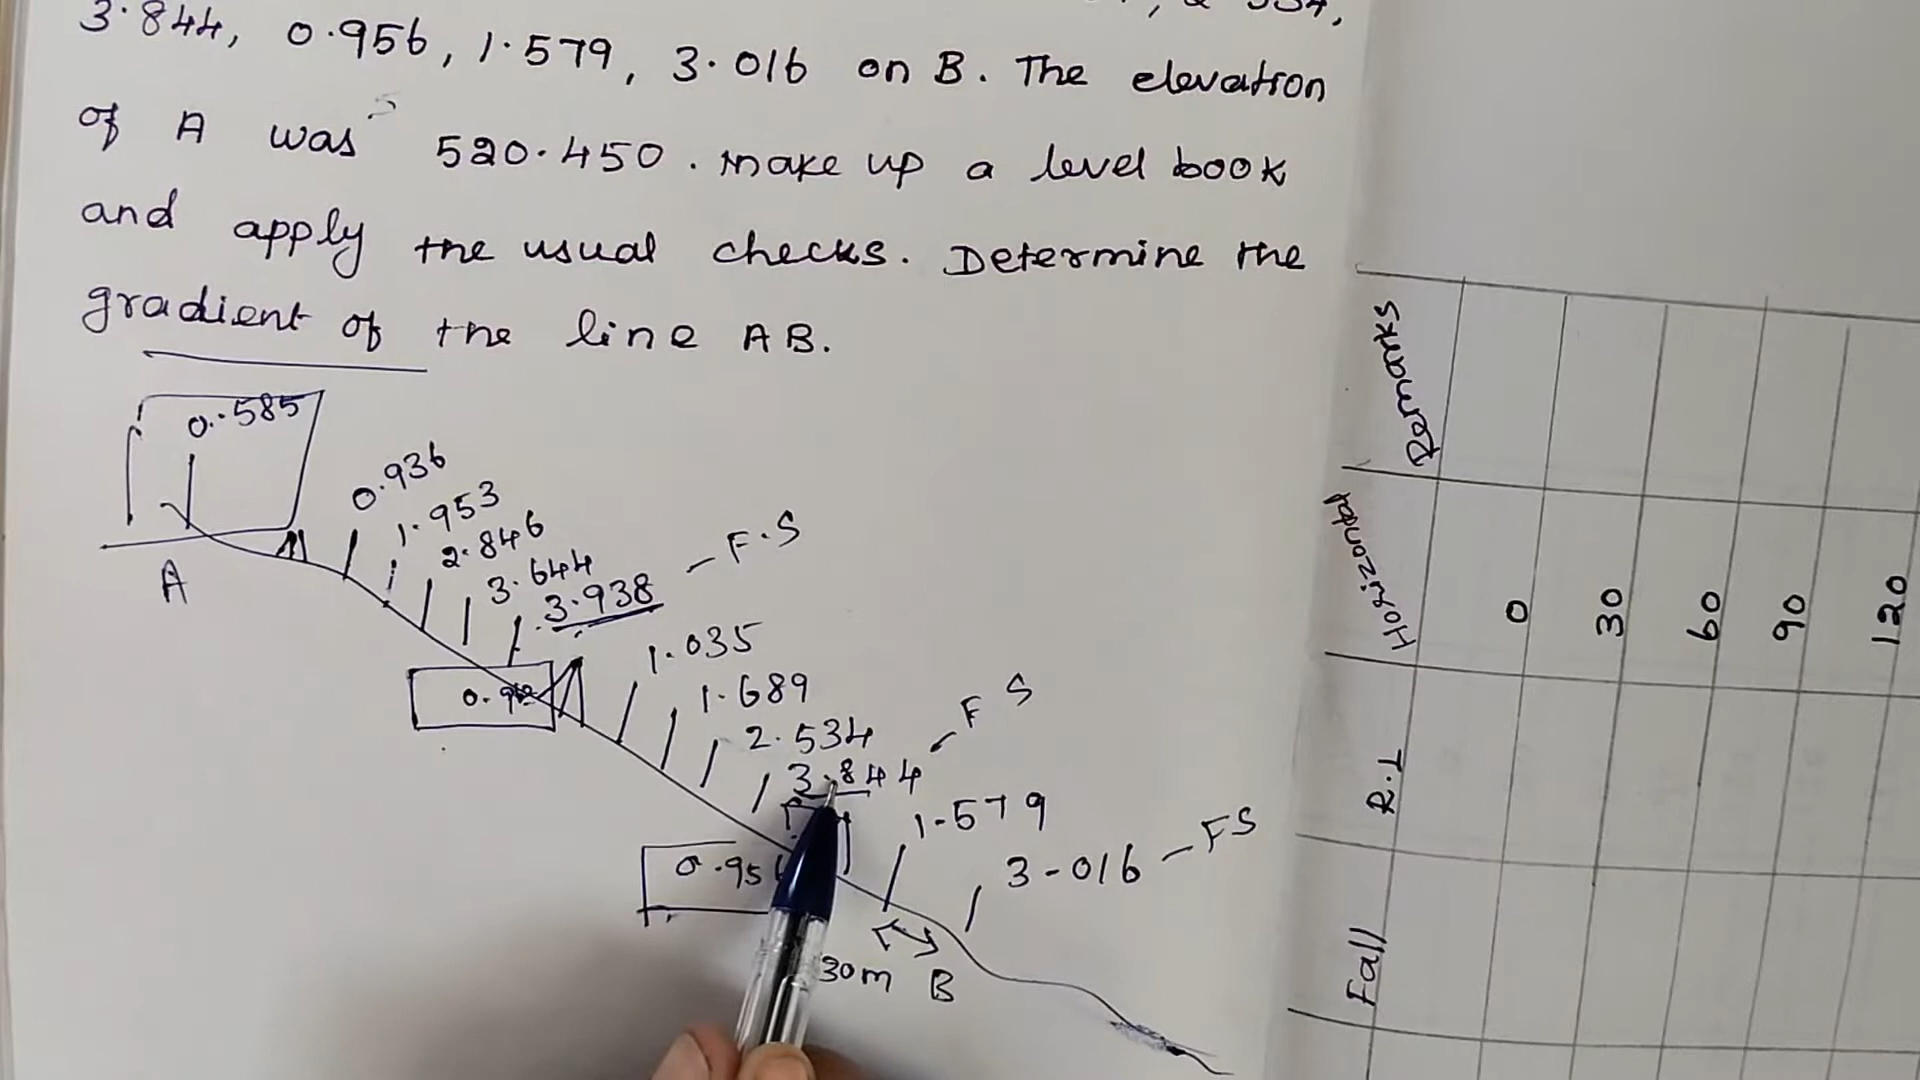 3.844, 0.956, 1.579, 3.016 on B. The elevation
of A was 520.450. Make up a level book
and apply the usual checks. Determine the
gradient of the line AB.
0.585
0.936
1.953
2.846
3.644
3.938 - F.S
A
1.035
1.689
2.534
3.844
F S
1.579
3-016 - FS
30m B
Remarks
Horizontal
0
30
60
90
120
R.L
Fall